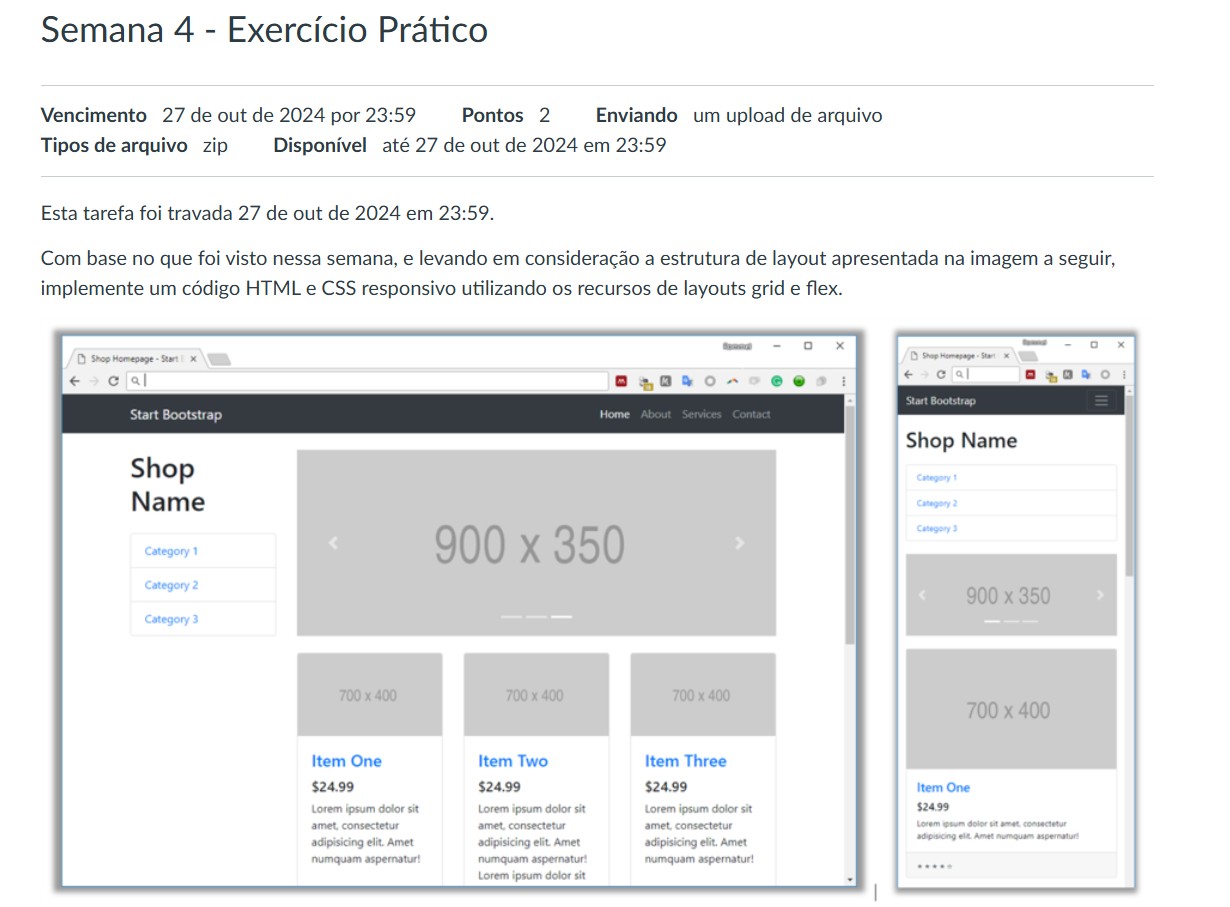 Semana 4 - Exercício Prático
Vencimento 27 de out de 2024 por 23:59 Pontos 2 Enviando um upload de arquivo
Tipos de arquivo zip Disponível até 27 de out de 2024 em 23:59
Esta tarefa foi travada 27 de out de 2024 em 23:59.
Com base no que foi visto nessa semana, e levando em consideração a estrutura de layout apresentada na imagem a seguir,
implemente um código HTML e CSS responsivo utilizando os recursos de layouts grid e flex.
Shop Homepage - Start
Start Bootstrap Home About Services Contact
Shop
Name
Category 1
Category 2
Category 3
900 x 350
700 x 400 700 x 400 700 x 400
Item One Item Two Item Three
$24.99 $24.99 $24.99
Lorem ipsum dolor sit Lorem ipsum dolor sit Lorem ipsum dolor sit
amet, consectetur amet, consectetur amet, consectetur
adipisicing elit. Amet adipisicing elit. Amet adipisicing elit. Amet
numquam aspernatur! numquam aspernatur! numquam aspernatur!
Lorem ipsum dolor sit
Shop Homepage - Start
Start Bootstrap
Shop Name
Category 1
Category 2
Category 3
900 x 350
700 x 400
Item One
$24.99
Lorem ipsum dolor sit amet, consectetur
adipisicing elit. Amet numquam aspernatur!